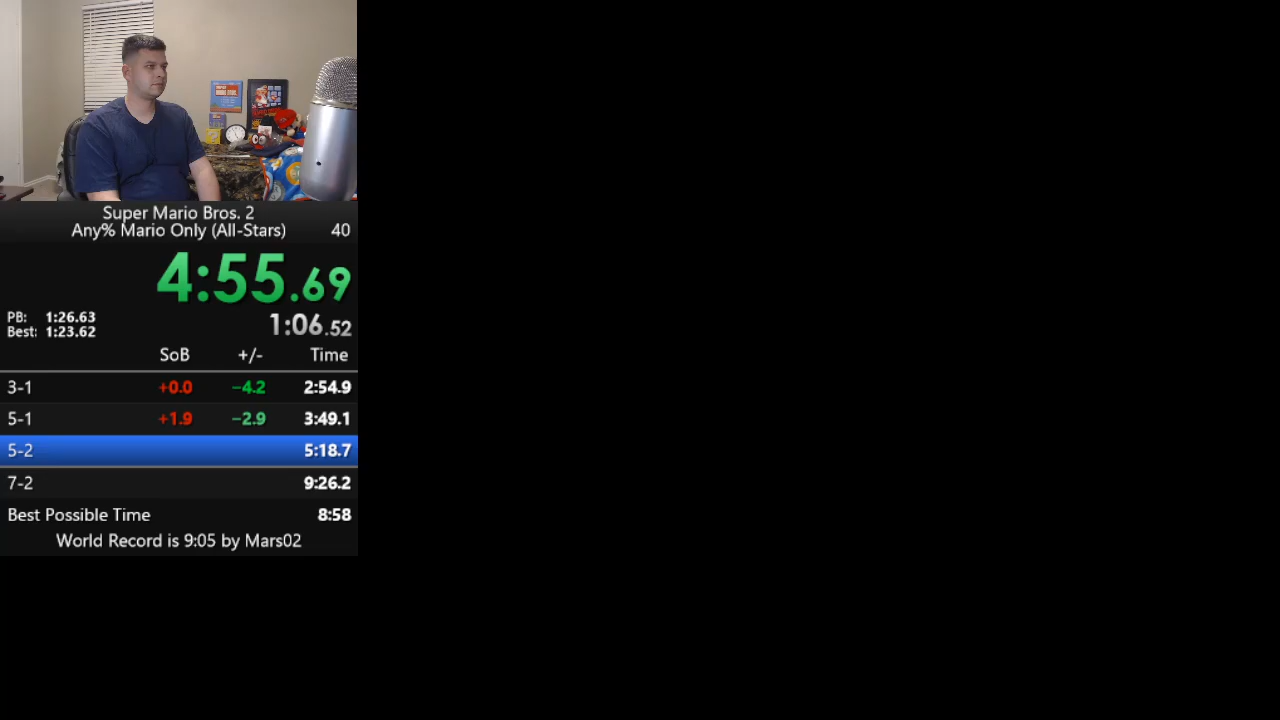 Super Mario Bros. 2
Any% Mario Only (All-Stars) 40
4:55.69
PB: 1:26.63
Best: 1:23.62
1:06.52
SoB +/- Time
3-1 +0.0 −4.2 2:54.9
5-1 +1.9 −2.9 3:49.1
5-2 5:18.7
7-2 9:26.2
Best Possible Time 8:58
World Record is 9:05 by Mars02